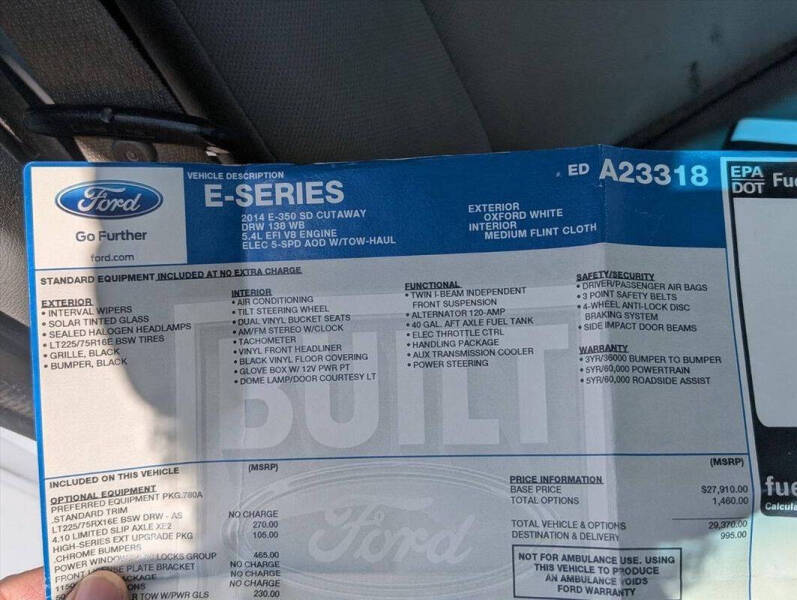 VEHICLE DESCRIPTION
E-SERIES
ED A23318
2014 E-350 SD CUTAWAY
DRW 138 WB
5.4L EFI V8 ENGINE
ELEC 5-SPD AOD W/TOW-HAUL
EXTERIOR
OXFORD WHITE
INTERIOR
MEDIUM FLINT CLOTH
Ford
Go Further
ford.com
EPA
DOT
STANDARD EQUIPMENT INCLUDED AT NO EXTRA CHARGE
EXTERIOR
• INTERVAL WIPERS
• SOLAR TINTED GLASS
• SEALED HALOGEN HEADLAMPS
• LT225/75R16E BSW TIRES
• GRILLE, BLACK
• BUMPER, BLACK
INTERIOR
• AIR CONDITIONING
• TILT STEERING WHEEL
• DUAL VINYL BUCKET SEATS
• AM/FM STEREO W/CLOCK
• TACHOMETER
• VINYL FRONT HEADLINER
• BLACK VINYL FLOOR COVERING
• GLOVE BOX W/ 12V PWR PT
• DOME LAMP/DOOR COURTESY LT
FUNCTIONAL
• TWIN I-BEAM INDEPENDENT
FRONT SUSPENSION
• ALTERNATOR 120-AMP
• 40 GAL. AFT AXLE FUEL TANK
• ELEC THROTTLE CTRL
• HANDLING PACKAGE
• AUX TRANSMISSION COOLER
• POWER STEERING
SAFETY/SECURITY
• DRIVER/PASSENGER AIR BAGS
• 3 POINT SAFETY BELTS
• 4-WHEEL ANTI-LOCK DISC
BRAKING SYSTEM
• SIDE IMPACT DOOR BEAMS
WARRANTY
• 3YR/36000 BUMPER TO BUMPER
• 5YR/60,000 POWERTRAIN
• 5YR/60,000 ROADSIDE ASSIST
BUILT
Ford
INCLUDED ON THIS VEHICLE
(MSRP)
OPTIONAL EQUIPMENT
PREFERRED EQUIPMENT PKG.780A
.STANDARD TRIM
LT225/75RX16E BSW DRW - AS NO CHARGE
4.10 LIMITED SLIP AXLE XE2 270.00
HIGH-SERIES EXT UPGRADE PKG 105.00
.CHROME BUMPERS
POWER LOCKS GROUP 465.00
FRONT LICENSE PLATE BRACKET NO CHARGE
NO CHARGE
TOW W/PWR GLS 230.00
PRICE INFORMATION
(MSRP)
BASE PRICE $27,910.00
TOTAL OPTIONS 1,460.00
TOTAL VEHICLE & OPTIONS 29,370.00
DESTINATION & DELIVERY 995.00
NOT FOR AMBULANCE USE. USING
THIS VEHICLE TO PRODUCE
AN AMBULANCE VOIDS
FORD WARRANTY